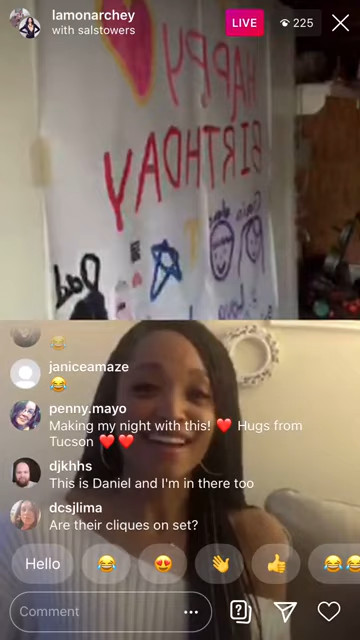 lamonarchey
with salstowers
LIVE
225
HAPPY
BIRTHDAY
Dad
janiceamaze
😂
penny.mayo
Making my night with this! ❤️ Hugs from
Tucson ❤️❤️
djkhhs
This is Daniel and I'm in there too
dcsjlima
Are their cliques on set?
Hello 😂 😍 👋 👍 😂😂
Comment